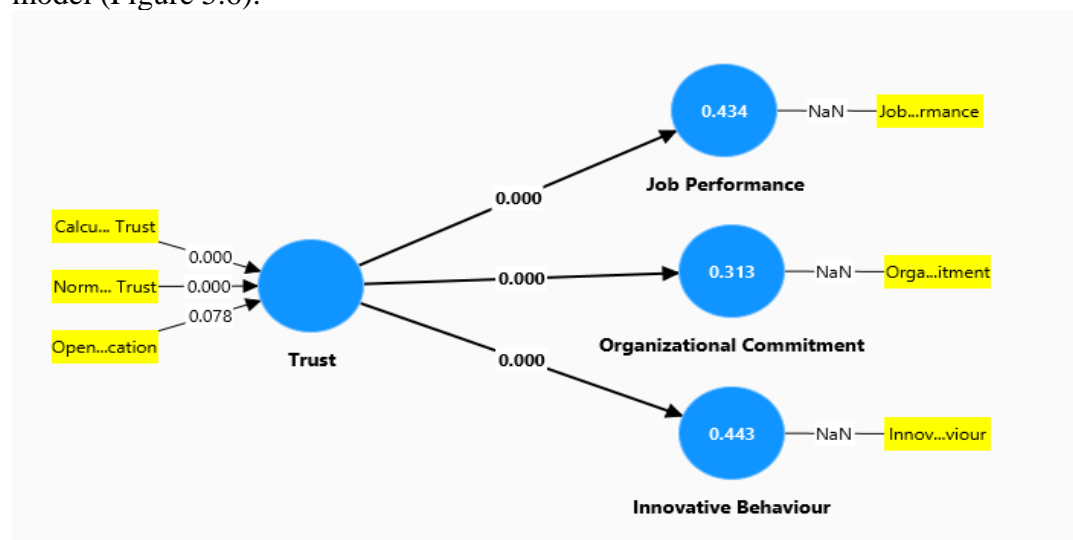 model (Figure 5.6).
0.434
NaN
Job...rmance
Job Performance
0.000
Calcu... Trust
0.000
Norm... Trust
0.000
0.078
Open...cation
Trust
0.000
0.313
NaN
Orga...itment
Organizational Commitment
0.000
0.443
NaN
Innov...viour
Innovative Behaviour